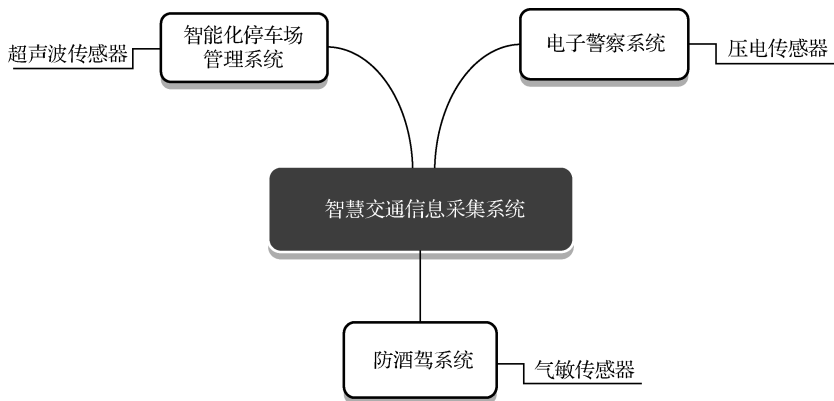 智能化停车场
管理系统
超声波传感器
电子警察系统
压电传感器
智慧交通信息采集系统
防酒驾系统
气敏传感器